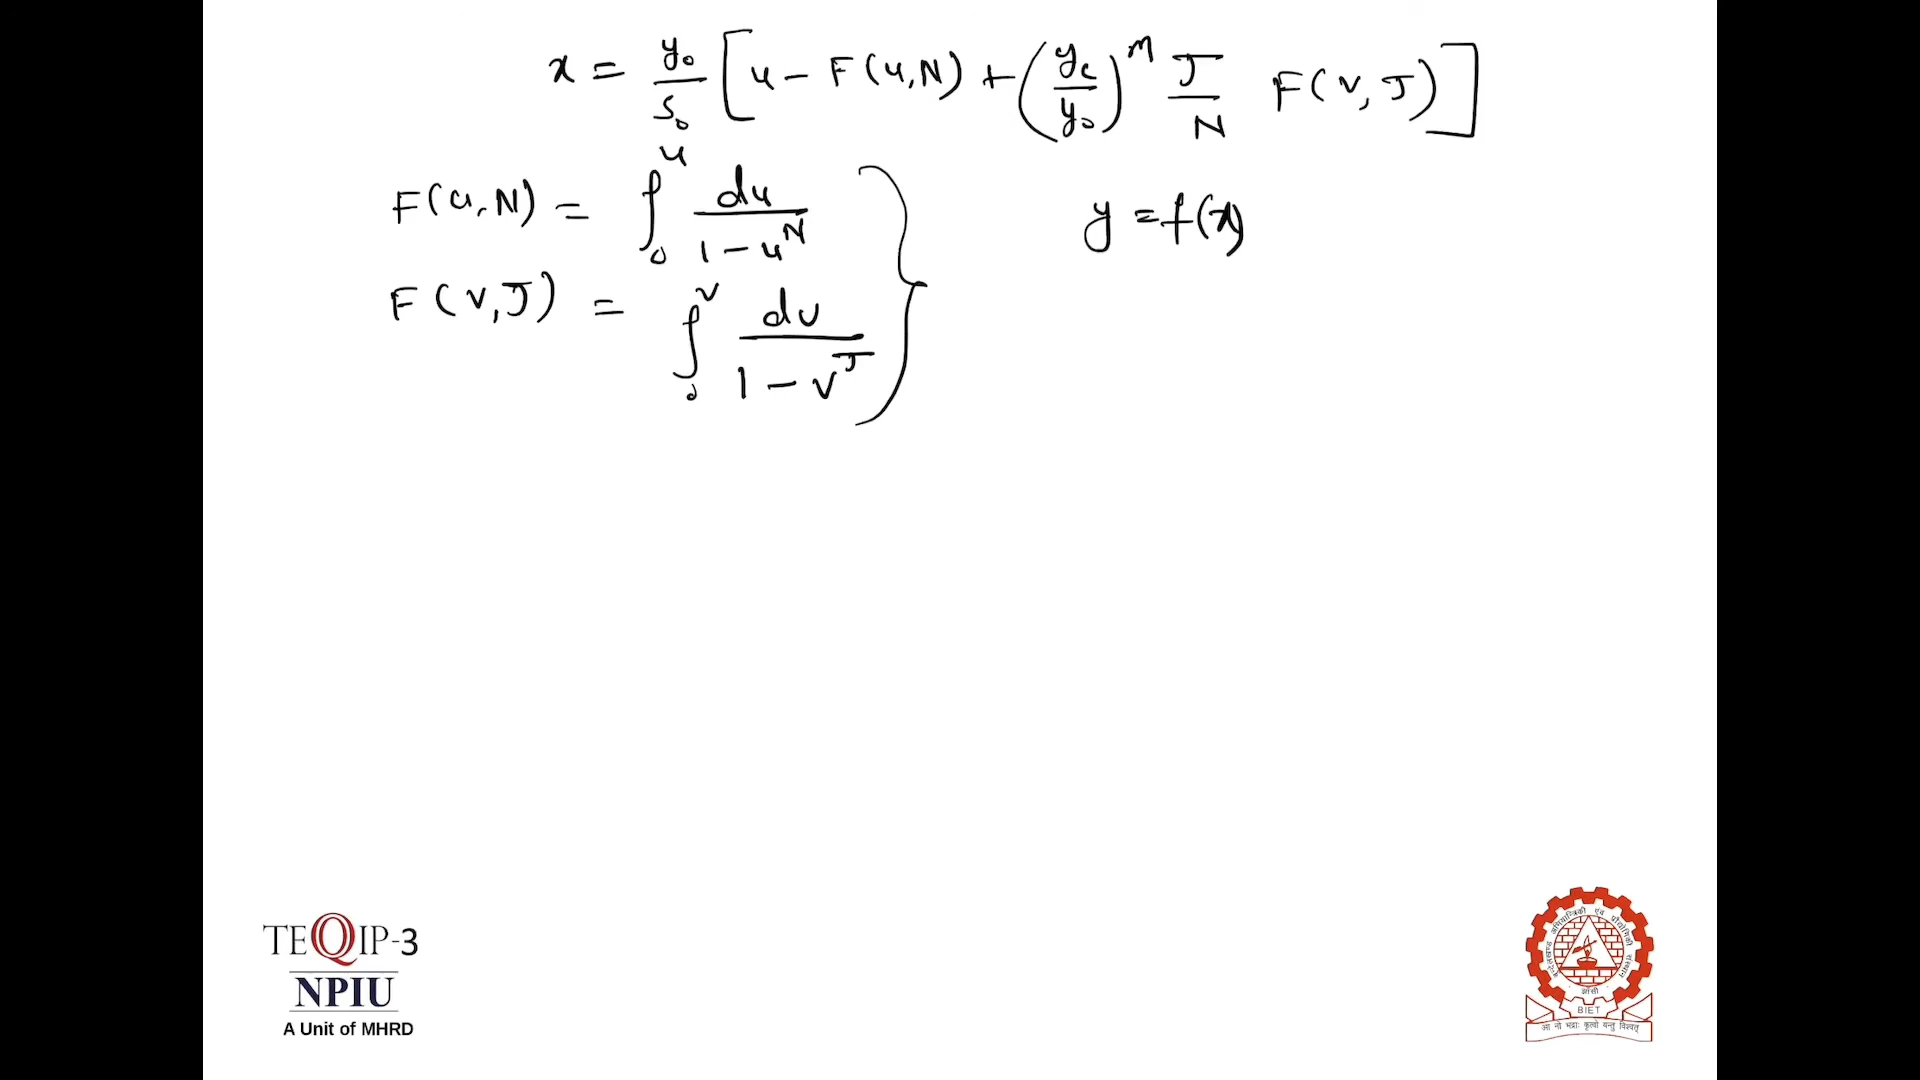 x = y₀/S₀ [u - F(u,N) + (y_c/y₀)^M J/N F(v,J)]
F(u,N) = ∫₀^u du/(1-u^N)
y = f(x)
F(v,J) = ∫₀^v dv/(1-v^J)
TEQIP-3
NPIU
A Unit of MHRD
झाँसी
BIET